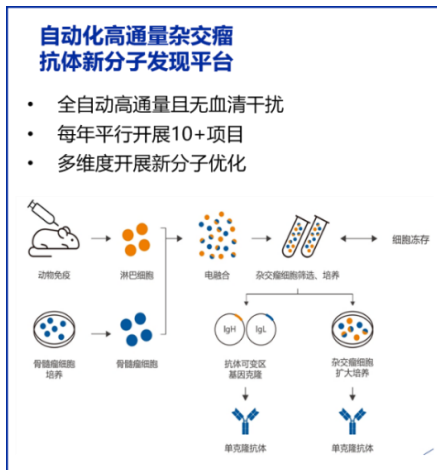 自动化高通量杂交瘤
抗体新分子发现平台
• 全自动高通量且无血清干扰
• 每年平行开展10+项目
• 多维度开展新分子优化
动物免疫
淋巴细胞
电融合
杂交瘤细胞筛选、培养
细胞冻存
骨髓瘤细胞
培养
骨髓瘤细胞
IgH
IgL
抗体可变区
基因克隆
杂交瘤细胞
扩大培养
单克隆抗体
单克隆抗体